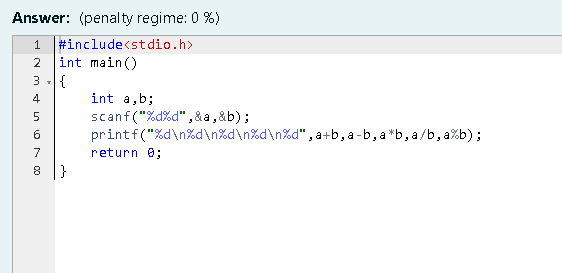 Answer: (penalty regime: 0 %)
1 #include<stdio.h>
2 int main()
3 {
4 int a,b;
5 scanf("%d%d",&a,&b);
6 printf("%d\n%d\n%d\n%d\n%d",a+b,a-b,a*b,a/b,a%b);
7 return 0;
8 }